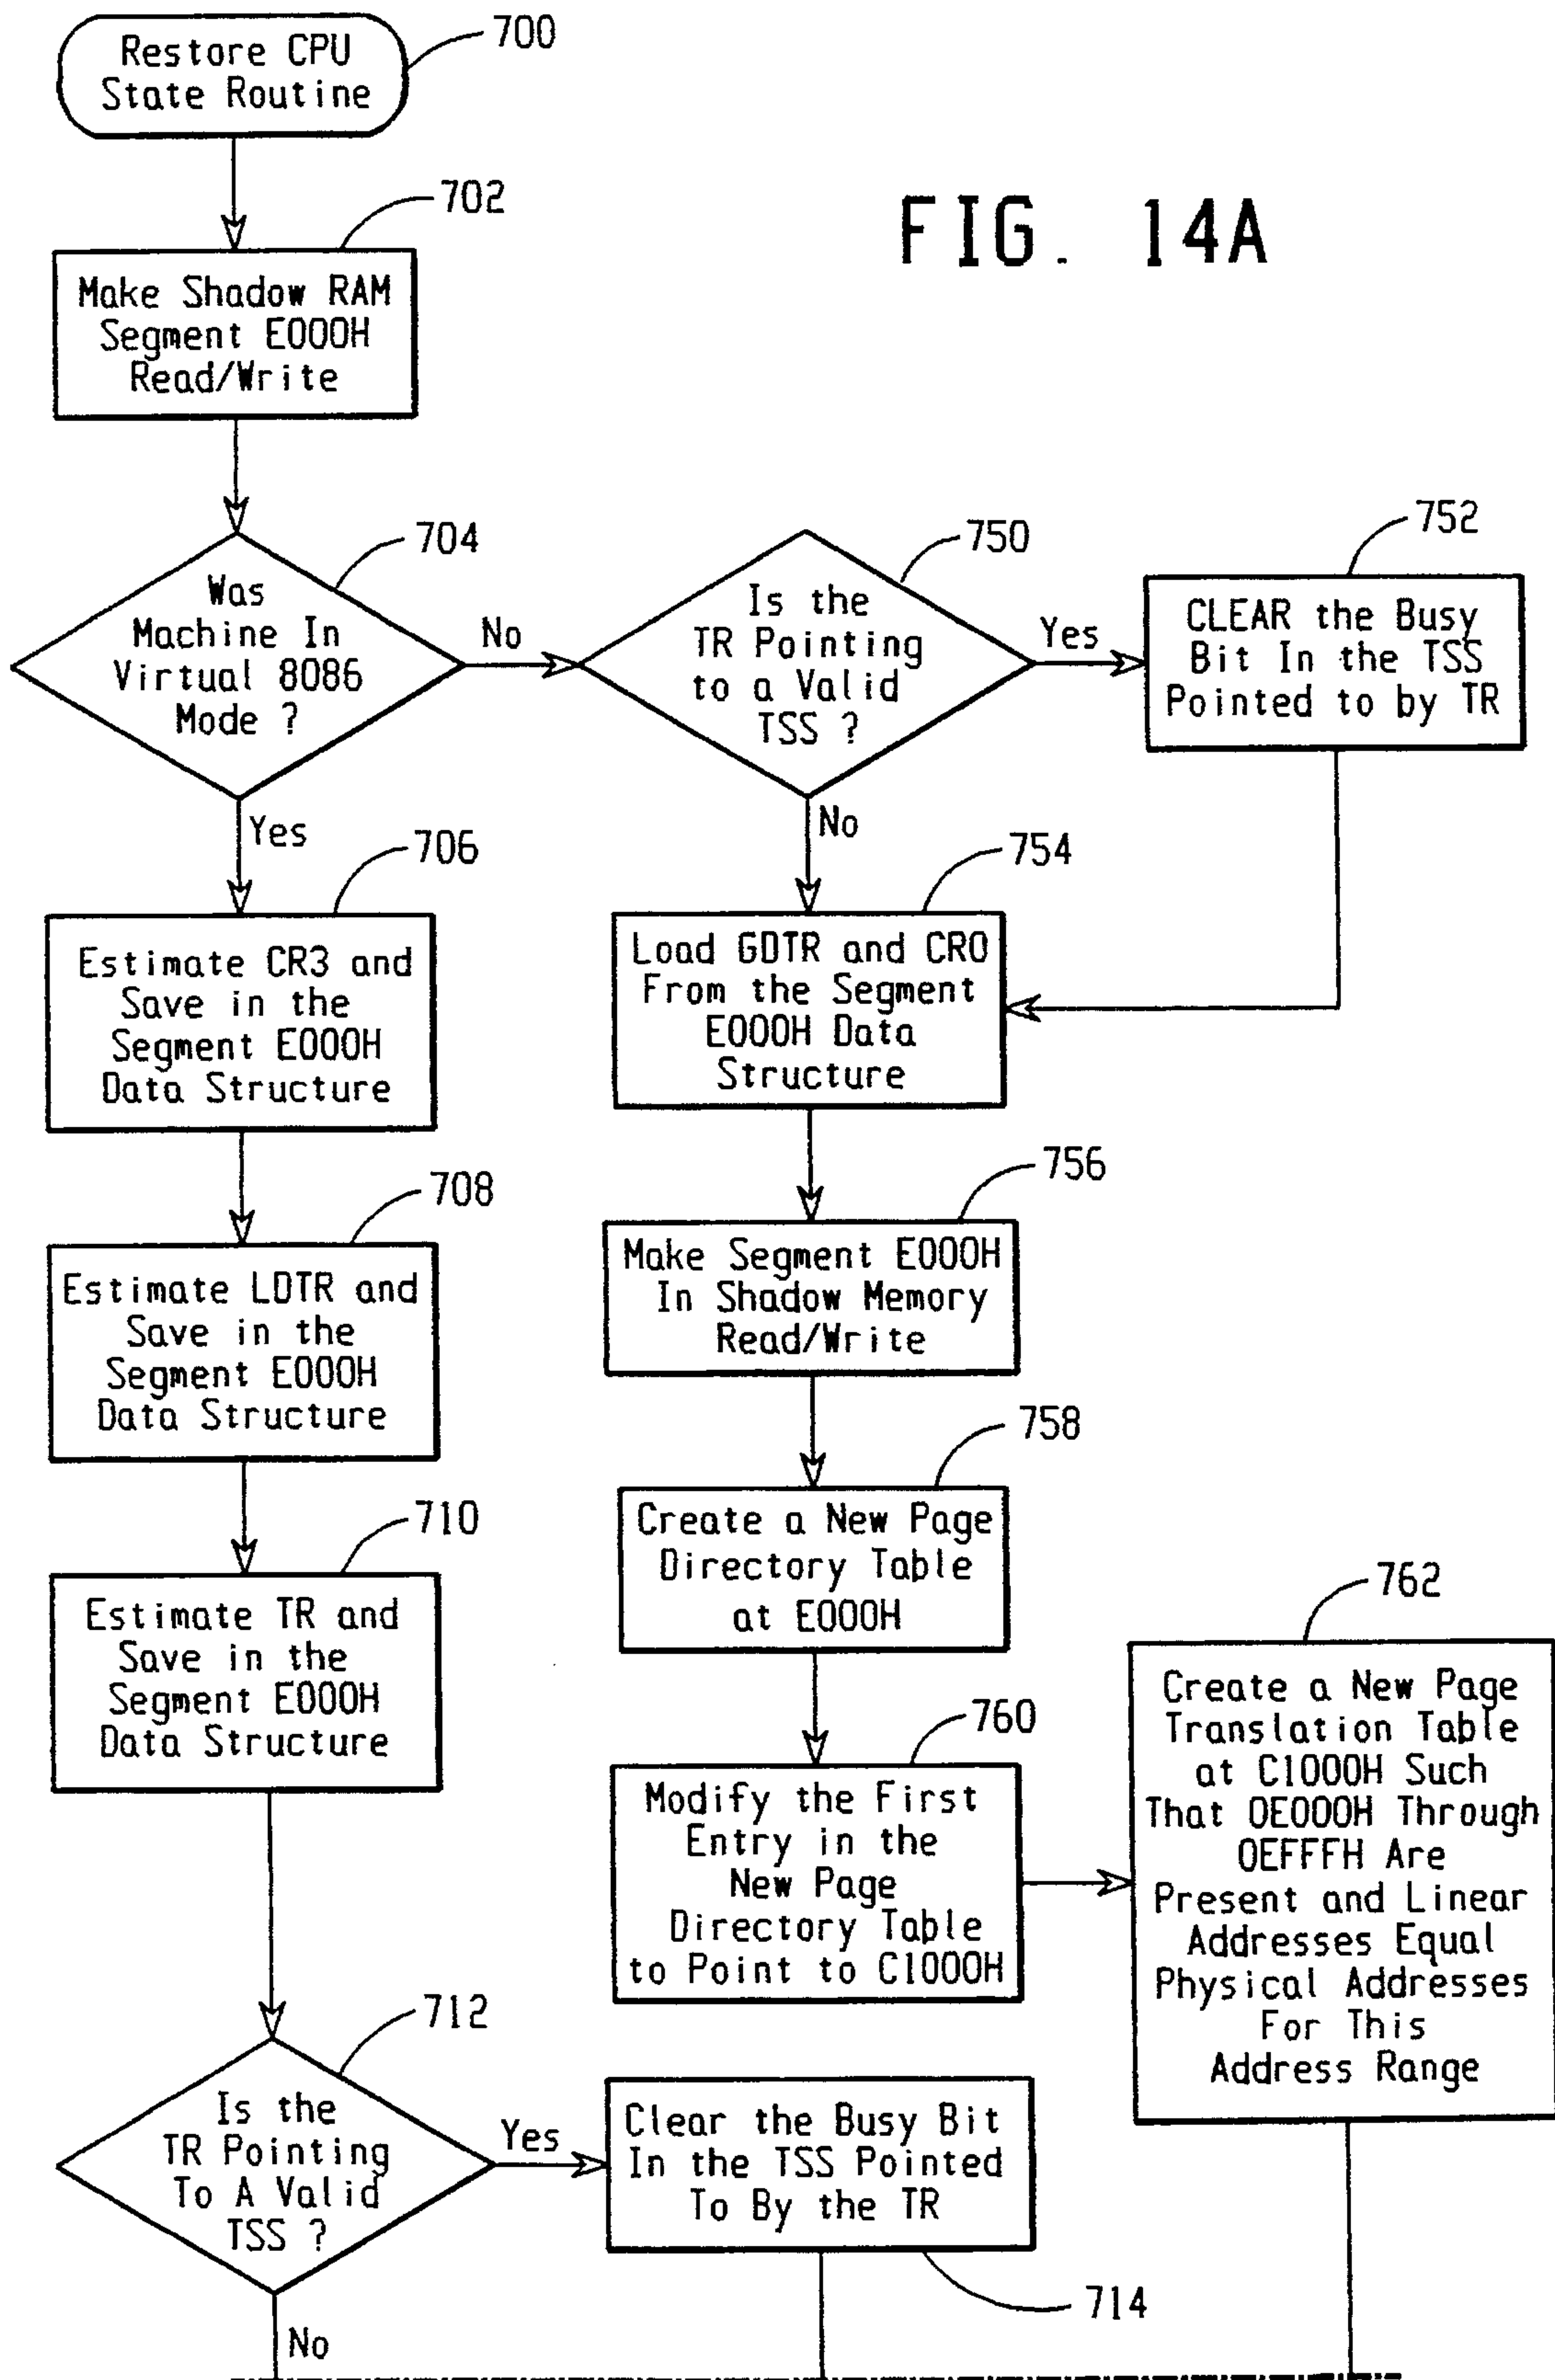 Restore CPU
State Routine
700
702
FIG. 14A
Make Shadow RAM
Segment E000H
Read/Write
704
Was
Machine In
Virtual 8086
Mode ?
No
Yes
750
Is the
TR Pointing
to a Valid
TSS ?
Yes
No
752
CLEAR the Busy
Bit In the TSS
Pointed to by TR
706
Estimate CR3 and
Save in the
Segment E000H
Data Structure
754
Load GDTR and CR0
From the Segment
E000H Data
Structure
708
Estimate LDTR and
Save in the
Segment E000H
Data Structure
756
Make Segment E000H
In Shadow Memory
Read/Write
710
Estimate TR and
Save in the
Segment E000H
Data Structure
758
Create a New Page
Directory Table
at E000H
760
Modify the First
Entry in the
New Page
Directory Table
to Point to C1000H
762
Create a New Page
Translation Table
at C1000H Such
That 0E000H Through
0EFFFH Are
Present and Linear
Addresses Equal
Physical Addresses
For This
Address Range
712
Is the
TR Pointing
To A Valid
TSS ?
Yes
No
Clear the Busy Bit
In the TSS Pointed
To By the TR
714